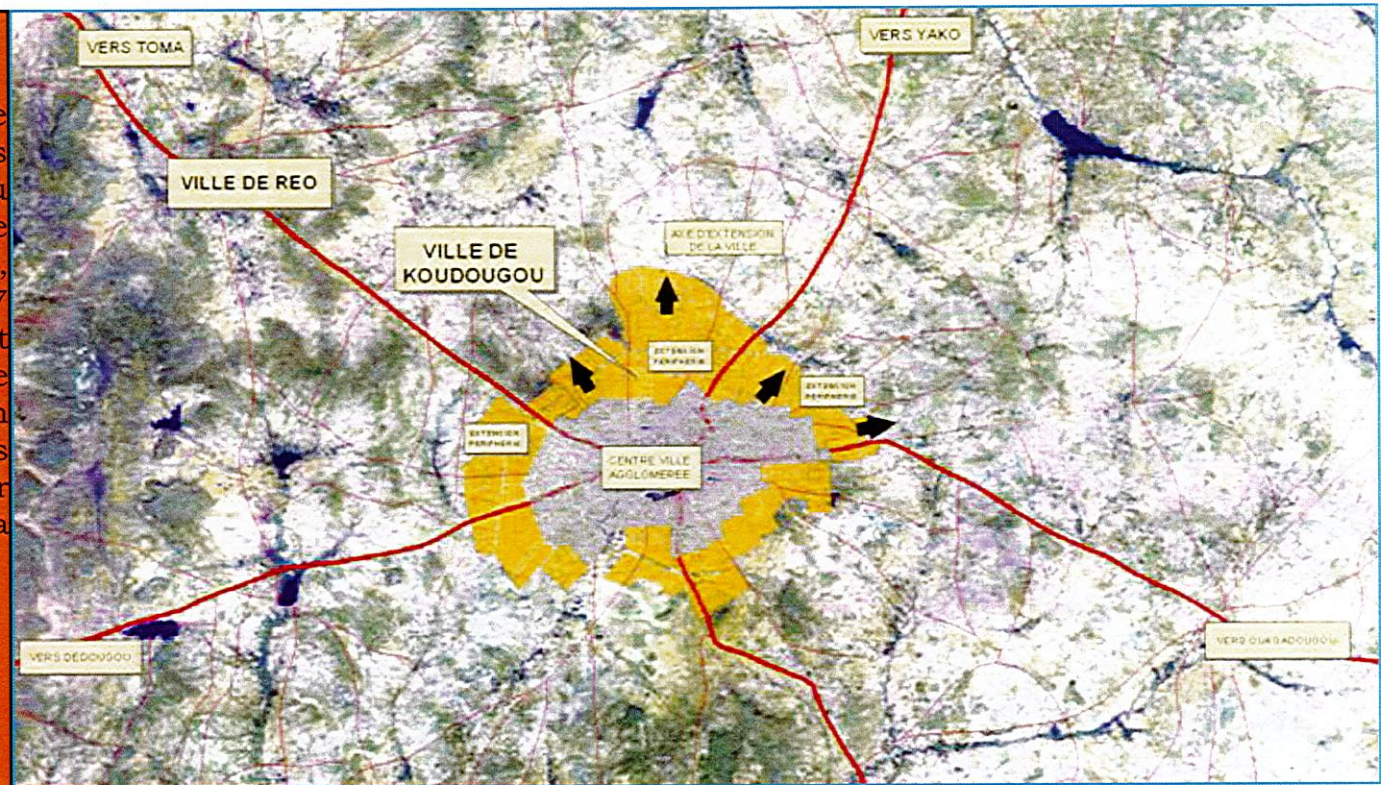 VERS TOMA
VERS YAKO
VILLE DE REO
VILLE DE
KOUDOUGOU
AXE D'EXTENSION
DE LA VILLE
EXTENSION
PERIPHERIE
EXTENSION
PERIPHERIE
EXTENSION
PERIPHERIE
CENTRE VILLE
AGGLOMEREE
VERS DEDOUGOU
VERS OUAGADOUGOU
e
s
u
e
,
7
t
e
n
s
r
a